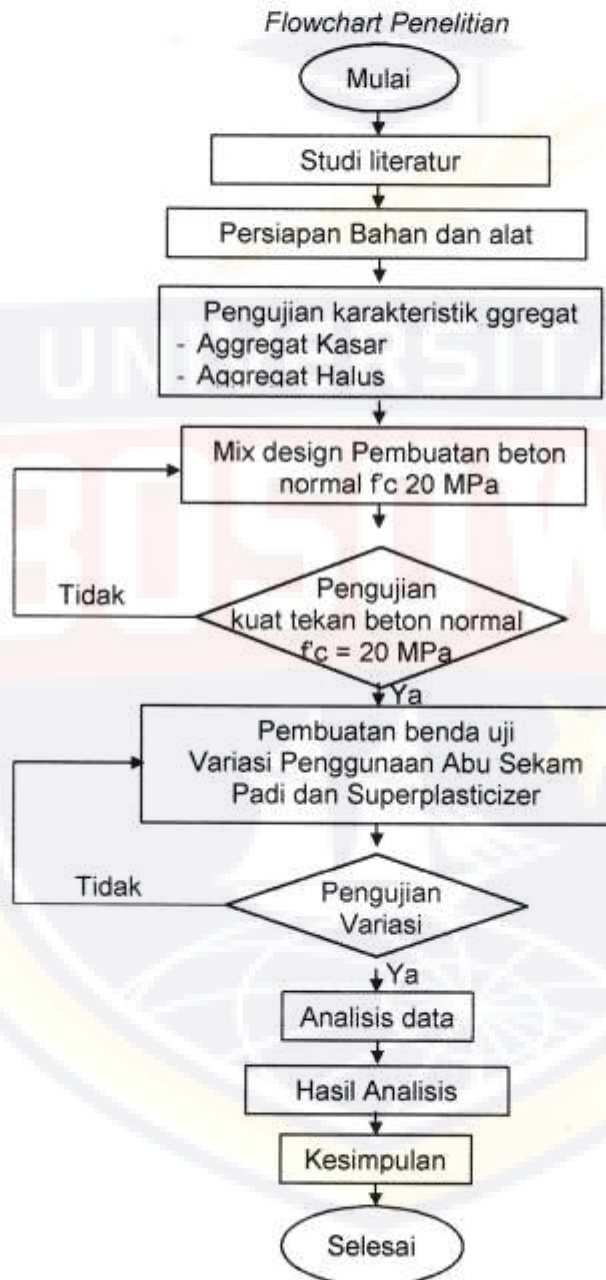 Flowchart Penelitian
Mulai
Studi literatur
Persiapan Bahan dan alat
Pengujian karakteristik ggregat
- Aggregat Kasar
- Aggregat Halus
Mix design Pembuatan beton
normal f'c 20 MPa
Tidak
Pengujian
kuat tekan beton normal
f'c = 20 MPa
Ya
Pembuatan benda uji
Variasi Penggunaan Abu Sekam
Padi dan Superplasticizer
Tidak
Pengujian
Variasi
Ya
Analisis data
Hasil Analisis
Kesimpulan
Selesai
UNIVERSITA
BOSOW